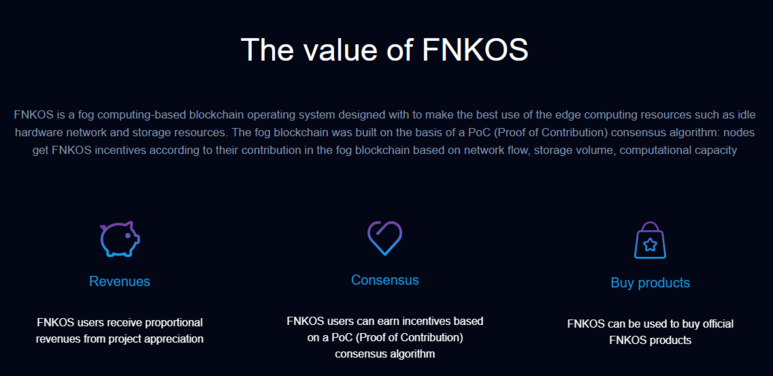 The value of FNKOS
FNKOS is a fog computing-based blockchain operating system designed with to make the best use of the edge computing resources such as idle
hardware network and storage resources. The fog blockchain was built on the basis of a PoC (Proof of Contribution) consensus algorithm: nodes
get FNKOS incentives according to their contribution in the fog blockchain based on network flow, storage volume, computational capacity
Revenues
FNKOS users receive proportional
revenues from project appreciation
Consensus
FNKOS users can earn incentives based
on a PoC (Proof of Contribution)
consensus algorithm
Buy products
FNKOS can be used to buy official
FNKOS products